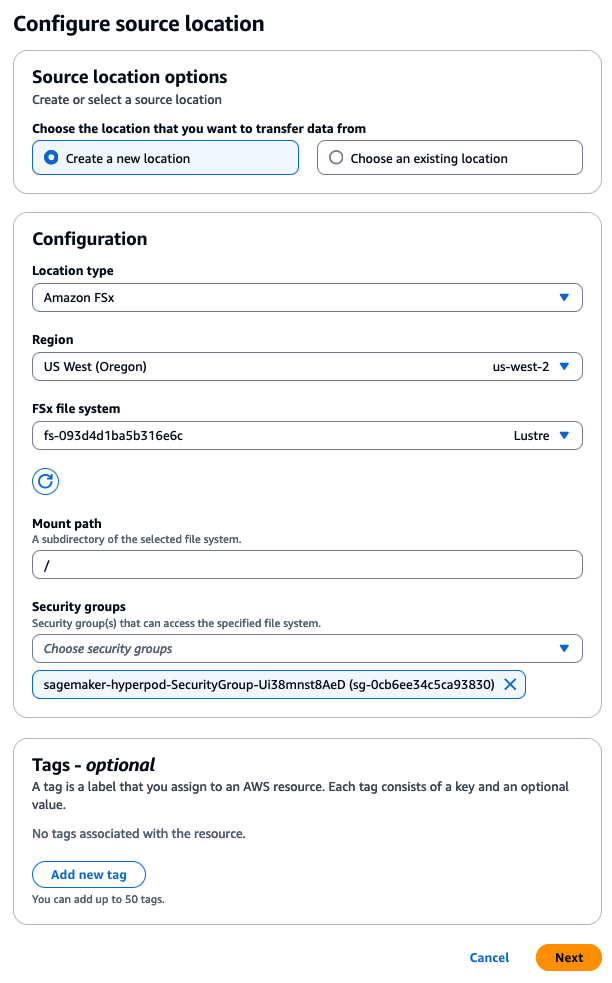 Configure source location
Source location options
Create or select a source location
Choose the location that you want to transfer data from
Create a new location
Choose an existing location
Configuration
Location type
Amazon FSx
Region
US West (Oregon) us-west-2
FSx file system
fs-093d4d1ba5b316e6c Lustre
Mount path
A subdirectory of the selected file system.
/
Security groups
Security group(s) that can access the specified file system.
Choose security groups
sagemaker-hyperpod-SecurityGroup-Ui38mnst8AeD (sg-0cb6ee34c5ca93830)
Tags - optional
A tag is a label that you assign to an AWS resource. Each tag consists of a key and an optional
value.
No tags associated with the resource.
Add new tag
You can add up to 50 tags.
Cancel
Next